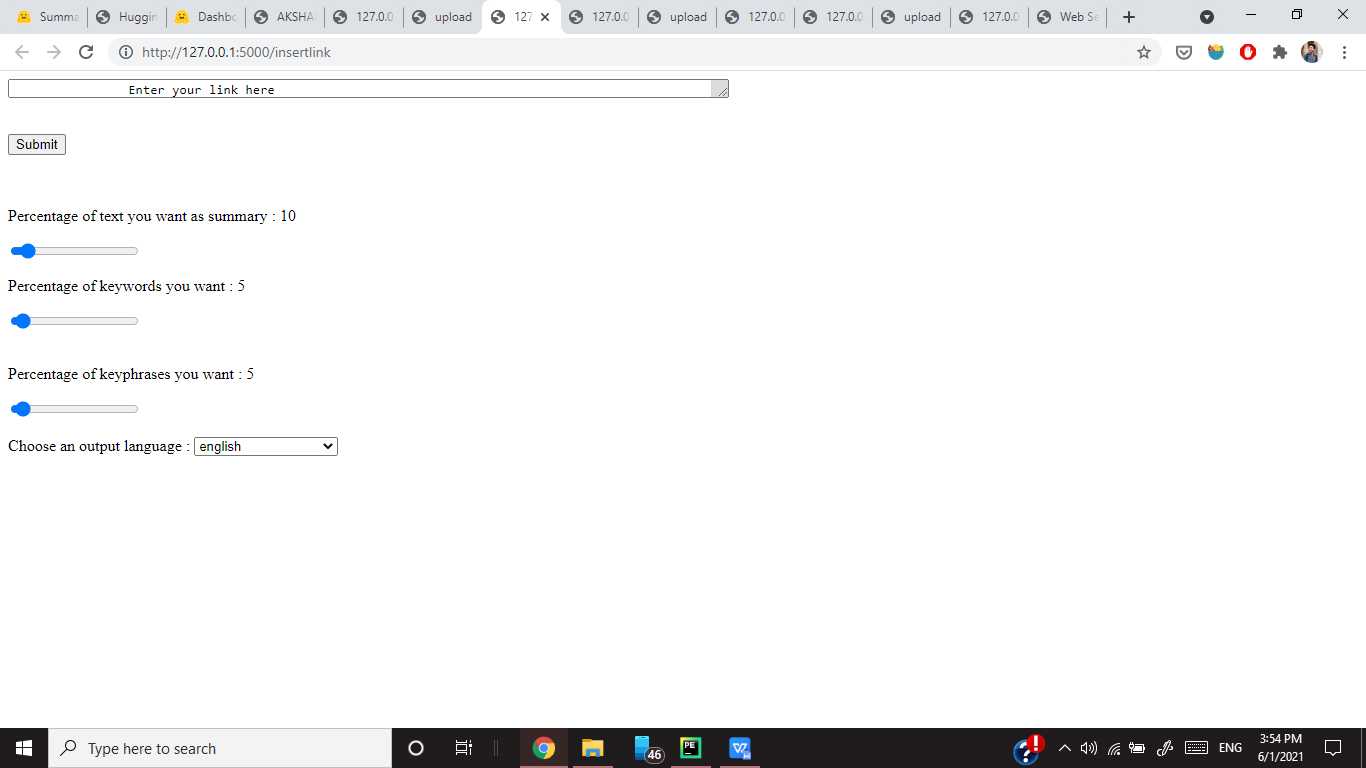 Summa
Huggin
Dashbo
AKSHA
127.0.0
upload
127
127.0.0
upload
127.0.0
127.0.0
upload
127.0.0
Web Se
http://127.0.0.1:5000/insertlink
Enter your link here
Submit
Percentage of text you want as summary : 10
Percentage of keywords you want : 5
Percentage of keyphrases you want : 5
Choose an output language : english
Type here to search
46
PE
ENG
3:54 PM
6/1/2021